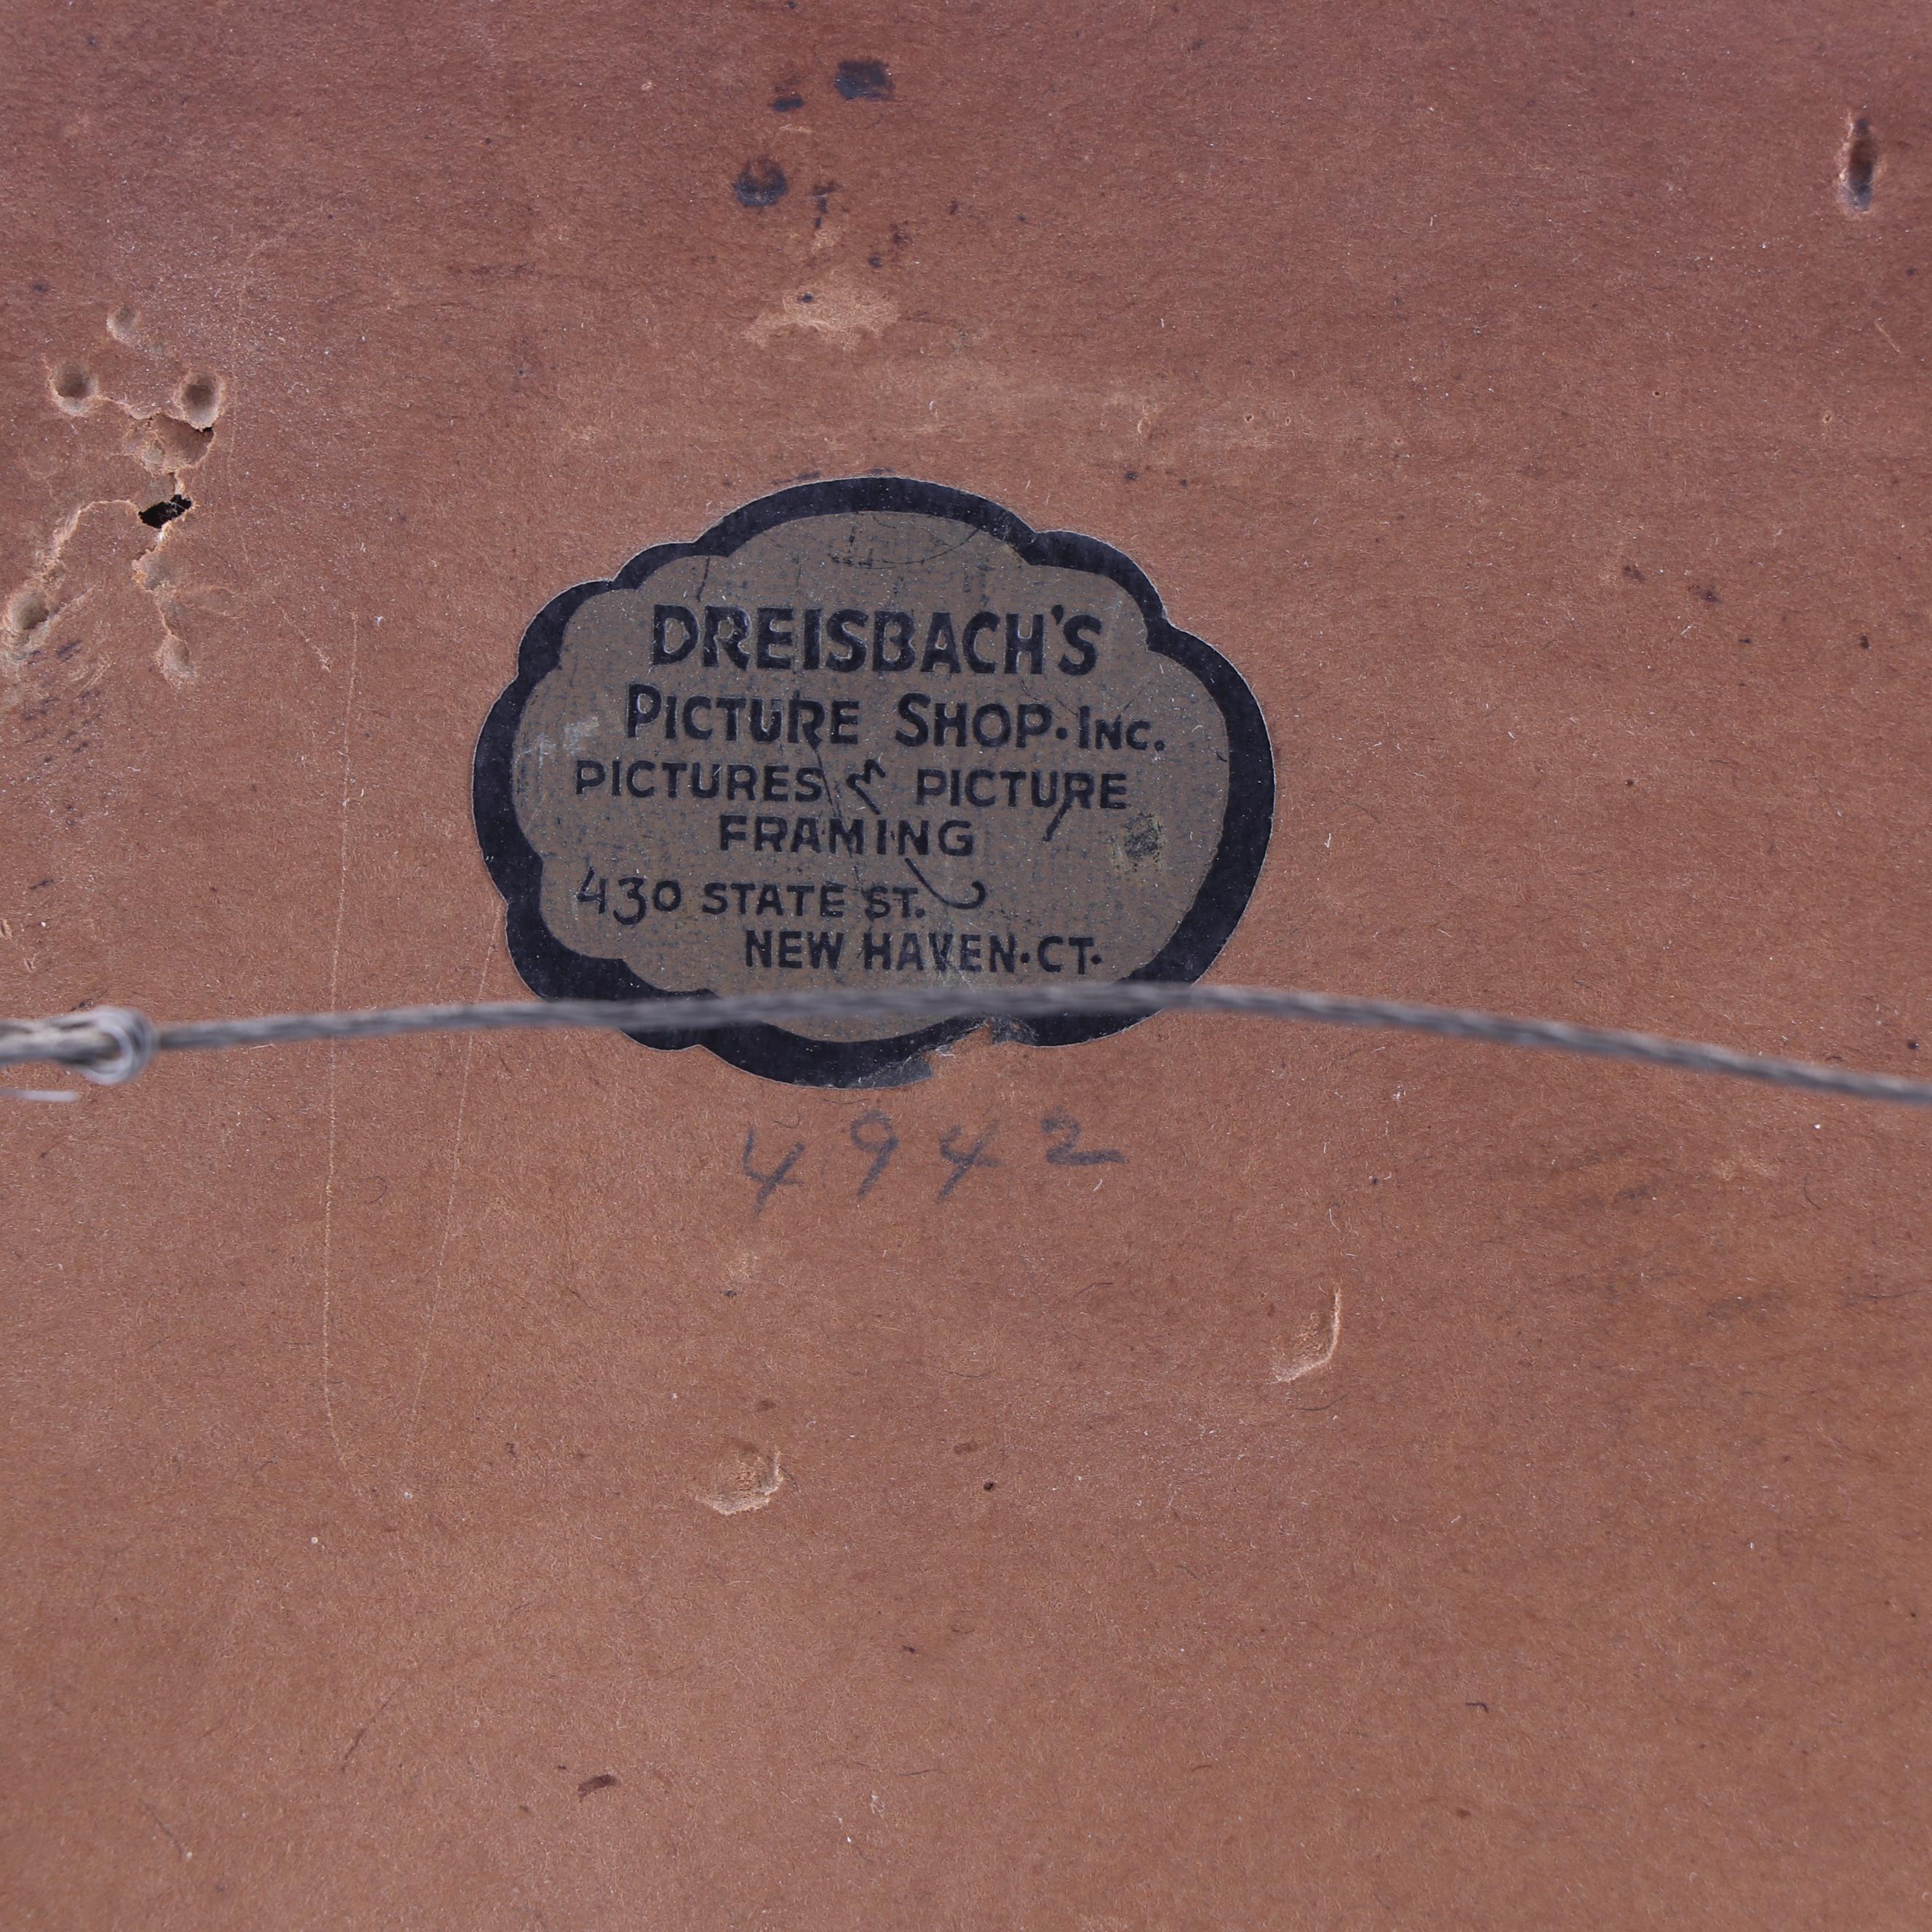 DREISBACH'S
PICTURE SHOP · INC.
PICTURES & PICTURE
FRAMING
430 STATE ST.
NEW HAVEN · CT ·
4942